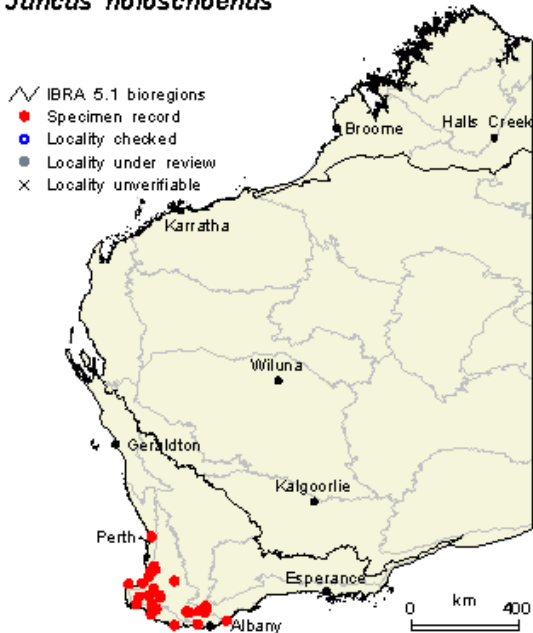 Juncus holoschoenus
IBRA 5.1 bioregions
Specimen record
Locality checked
Locality under review
Locality unverifiable
Broome
Halls Creek
Karratha
Wiluna
Geraldton
Kalgoorlie
Perth
Esperance
Albany
km
0 400